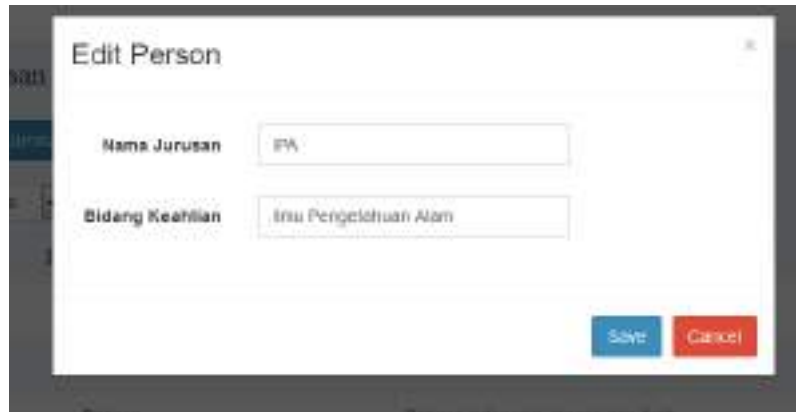 Edit Person
×
Nama Jurusan
IPA
Bidang Keahlian
Ilmu Pengetahuan Alam
Save
Cancel